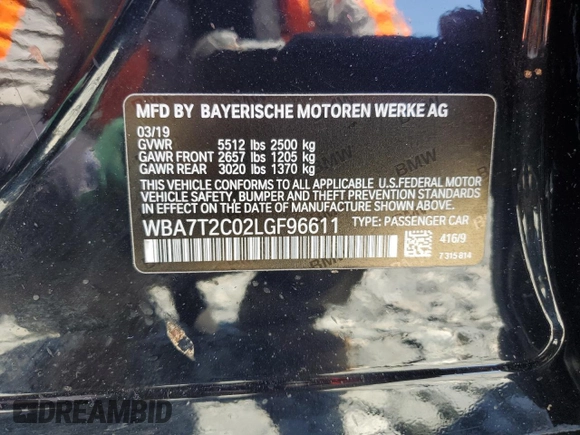 MFD BY BAYERISCHE MOTOREN WERKE AG
03/19
GVWR 5512 lbs 2500 kg
GAWR FRONT 2657 lbs 1205 kg
GAWR REAR 3020 lbs 1370 kg
THIS VEHICLE CONFORMS TO ALL APPLICABLE U.S.FEDERAL MOTOR
VEHICLE SAFETY, BUMPER AND THEFT PREVENTION STANDARDS
IN EFFECT ON THE DATE OF MANUFACTURE SHOWN ABOVE.
WBA7T2C02LGF96611 TYPE: PASSENGER CAR
416/9
7 315 814
BMW
BMW
DREAMBID